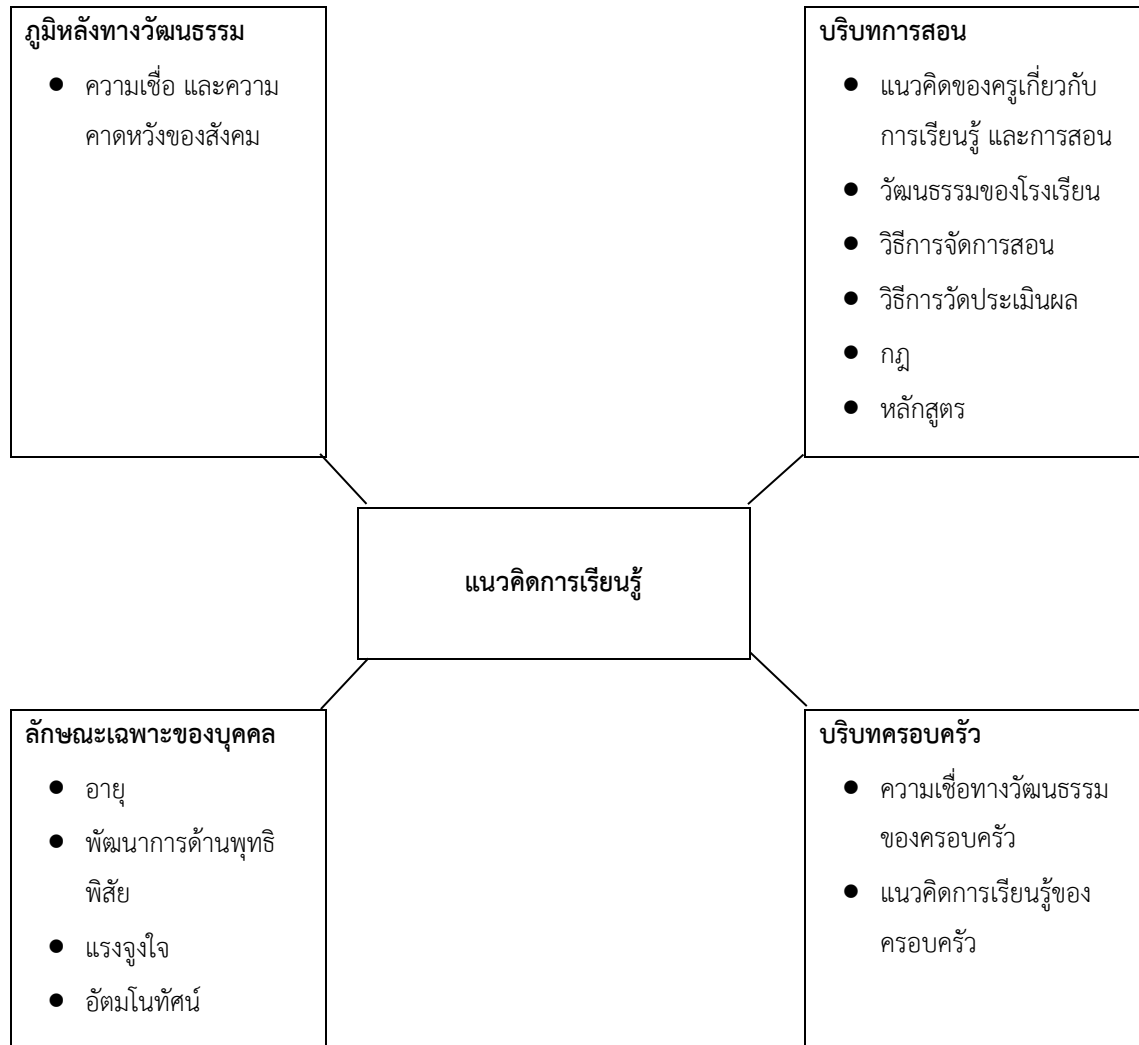 ภูมิหลังทางวัฒนธรรม
● ความเชื่อ และความ
คาดหวังของสังคม
บริบทการสอน
● แนวคิดของครูเกี่ยวกับ
การเรียนรู้ และการสอน
● วัฒนธรรมของโรงเรียน
● วิธีการจัดการสอน
● วิธีการวัดประเมินผล
● กฎ
● หลักสูตร
แนวคิดการเรียนรู้
ลักษณะเฉพาะของบุคคล
● อายุ
● พัฒนาการด้านพุทธิ
พิสัย
● แรงจูงใจ
● อัตมโนทัศน์
บริบทครอบครัว
● ความเชื่อทางวัฒนธรรม
ของครอบครัว
● แนวคิดการเรียนรู้ของ
ครอบครัว